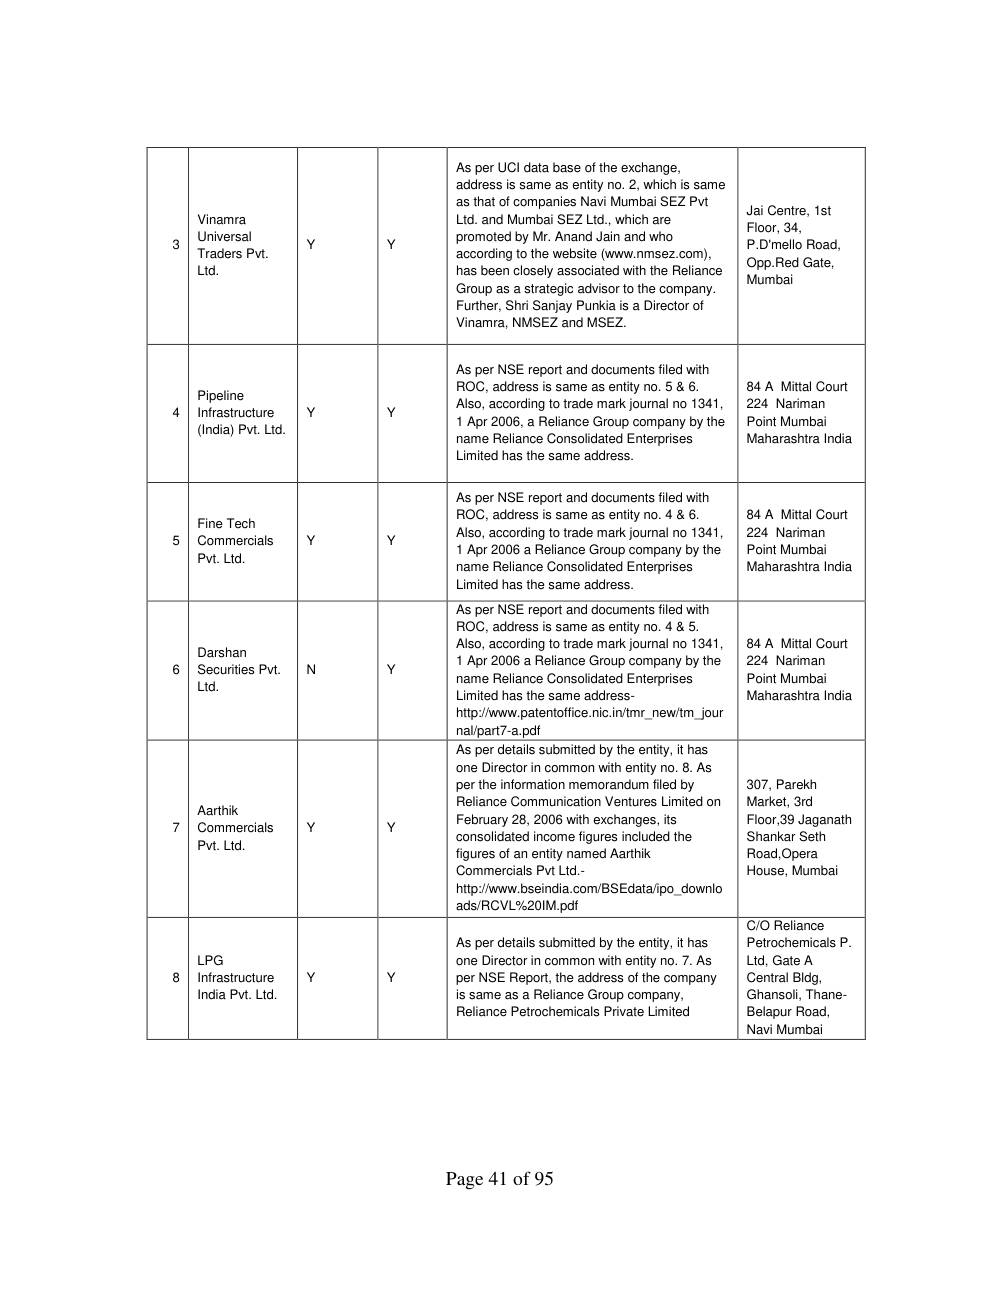 3
Vinamra
Universal
Traders Pvt.
Ltd.
Y
Y
As per UCI data base of the exchange,
address is same as entity no. 2, which is same
as that of companies Navi Mumbai SEZ Pvt
Ltd. and Mumbai SEZ Ltd., which are
promoted by Mr. Anand Jain and who
according to the website (www.nmsez.com),
has been closely associated with the Reliance
Group as a strategic advisor to the company.
Further, Shri Sanjay Punkia is a Director of
Vinamra, NMSEZ and MSEZ.
Jai Centre, 1st
Floor, 34,
P.D'mello Road,
Opp.Red Gate,
Mumbai
4
Pipeline
Infrastructure
(India) Pvt. Ltd.
Y
Y
As per NSE report and documents filed with
ROC, address is same as entity no. 5 & 6.
Also, according to trade mark journal no 1341,
1 Apr 2006, a Reliance Group company by the
name Reliance Consolidated Enterprises
Limited has the same address.
84 A  Mittal Court
224  Nariman
Point Mumbai
Maharashtra India
5
Fine Tech
Commercials
Pvt. Ltd.
Y
Y
As per NSE report and documents filed with
ROC, address is same as entity no. 4 & 6.
Also, according to trade mark journal no 1341,
1 Apr 2006 a Reliance Group company by the
name Reliance Consolidated Enterprises
Limited has the same address.
84 A  Mittal Court
224  Nariman
Point Mumbai
Maharashtra India
6
Darshan
Securities Pvt.
Ltd.
N
Y
As per NSE report and documents filed with
ROC, address is same as entity no. 4 & 5.
Also, according to trade mark journal no 1341,
1 Apr 2006 a Reliance Group company by the
name Reliance Consolidated Enterprises
Limited has the same address-
http://www.patentoffice.nic.in/tmr_new/tm_jour
nal/part7-a.pdf
84 A  Mittal Court
224  Nariman
Point Mumbai
Maharashtra India
7
Aarthik
Commercials
Pvt. Ltd.
Y
Y
As per details submitted by the entity, it has
one Director in common with entity no. 8. As
per the information memorandum filed by
Reliance Communication Ventures Limited on
February 28, 2006 with exchanges, its
consolidated income figures included the
figures of an entity named Aarthik
Commercials Pvt Ltd.-
http://www.bseindia.com/BSEdata/ipo_downlo
ads/RCVL%20IM.pdf
307, Parekh
Market, 3rd
Floor,39 Jaganath
Shankar Seth
Road,Opera
House, Mumbai
8
LPG
Infrastructure
India Pvt. Ltd.
Y
Y
As per details submitted by the entity, it has
one Director in common with entity no. 7. As
per NSE Report, the address of the company
is same as a Reliance Group company,
Reliance Petrochemicals Private Limited
C/O Reliance
Petrochemicals P.
Ltd, Gate A
Central Bldg,
Ghansoli, Thane-
Belapur Road,
Navi Mumbai
Page 41 of 95